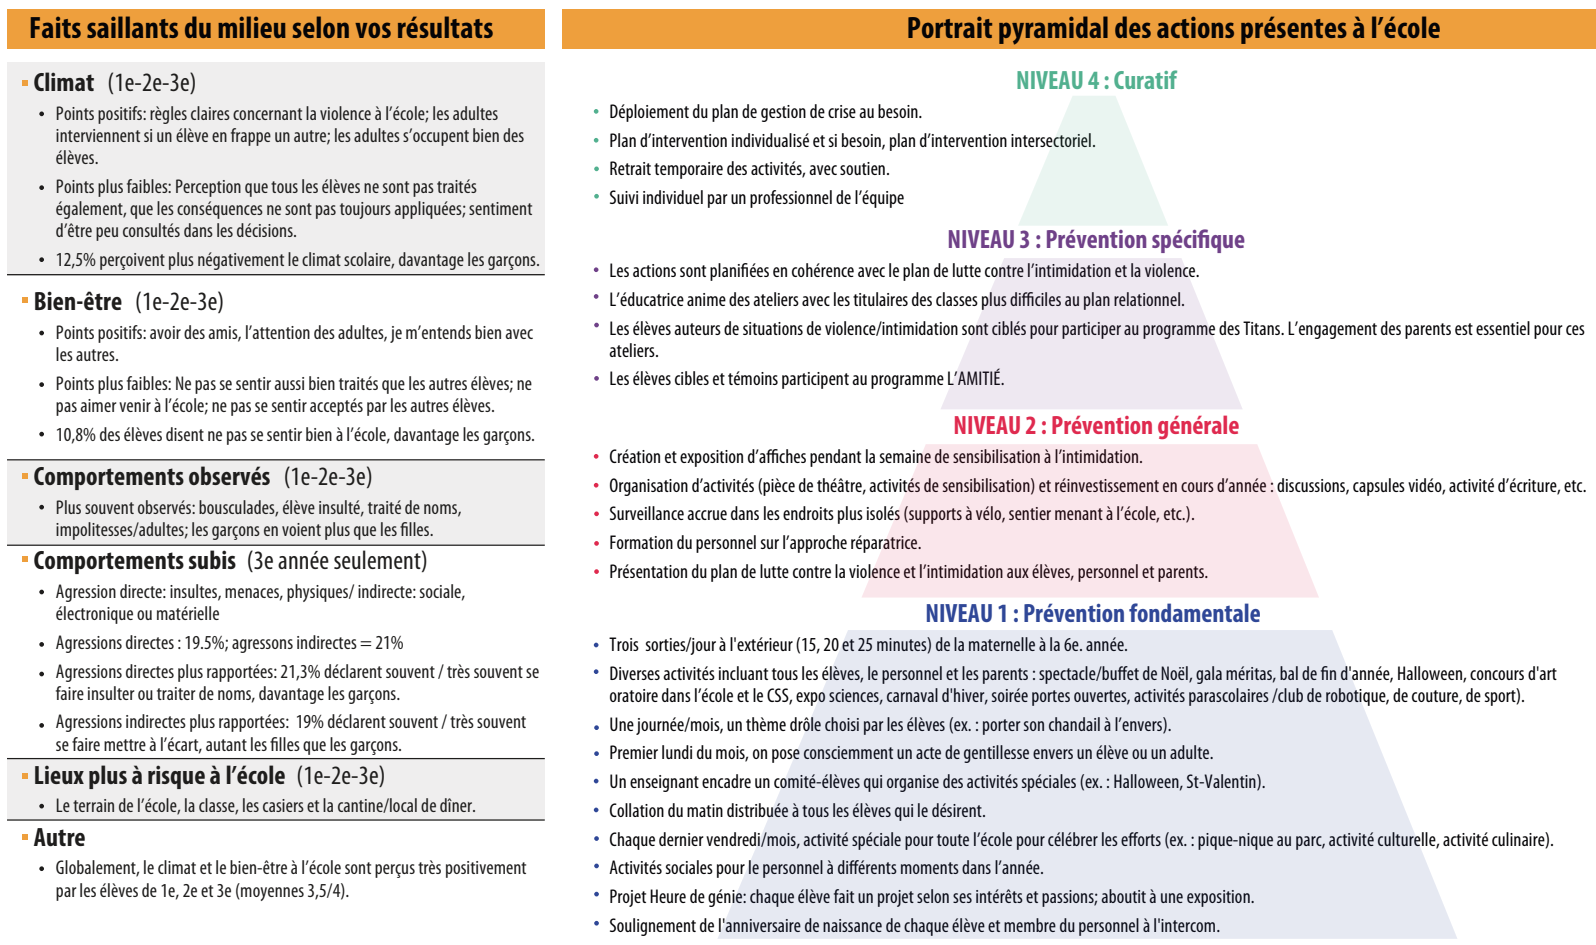 Faits saillants du milieu selon vos résultats
Climat (1e-2e-3e)
• Points positifs: règles claires concernant la violence à l'école; les adultes
interviennent si un élève en frappe un autre; les adultes s'occupent bien des
élèves.
• Points plus faibles: Perception que tous les élèves ne sont pas traités
également, que les conséquences ne sont pas toujours appliquées; sentiment
d'être peu consultés dans les décisions.
• 12,5% perçoivent plus négativement le climat scolaire, davantage les garçons.
Bien-être (1e-2e-3e)
• Points positifs: avoir des amis, l'attention des adultes, je m'entends bien avec
les autres.
• Points plus faibles: Ne pas se sentir aussi bien traités que les autres élèves; ne
pas aimer venir à l'école; ne pas se sentir acceptés par les autres élèves.
• 10,8% des élèves disent ne pas se sentir bien à l'école, davantage les garçons.
Comportements observés (1e-2e-3e)
• Plus souvent observés: bousculades, élève insulté, traité de noms,
impolitesses/adultes; les garçons en voient plus que les filles.
Comportements subis (3e année seulement)
• Agression directe: insultes, menaces, physiques/ indirecte: sociale,
électronique ou matérielle
• Agressions directes : 19.5%; agressons indirectes = 21%
• Agressions directes plus rapportées: 21,3% déclarent souvent / très souvent se
faire insulter ou traiter de noms, davantage les garçons.
• Agressions indirectes plus rapportées: 19% déclarent souvent / très souvent
se faire mettre à l'écart, autant les filles que les garçons.
Lieux plus à risque à l'école (1e-2e-3e)
• Le terrain de l'école, la classe, les casiers et la cantine/local de dîner.
Autre
• Globalement, le climat et le bien-être à l'école sont perçus très positivement
par les élèves de 1e, 2e et 3e (moyennes 3,5/4).
Portrait pyramidal des actions présentes à l'école
NIVEAU 4 : Curatif
• Déploiement du plan de gestion de crise au besoin.
• Plan d'intervention individualisé et si besoin, plan d'intervention intersectoriel.
• Retrait temporaire des activités, avec soutien.
• Suivi individuel par un professionnel de l'équipe
NIVEAU 3 : Prévention spécifique
• Les actions sont planifiées en cohérence avec le plan de lutte contre l'intimidation et la violence.
• L'éducatrice anime des ateliers avec les titulaires des classes plus difficiles au plan relationnel.
• Les élèves auteurs de situations de violence/intimidation sont ciblés pour participer au programme des Titans. L'engagement des parents est essentiel pour ces
ateliers.
• Les élèves cibles et témoins participent au programme L'AMITIÉ.
NIVEAU 2 : Prévention générale
• Création et exposition d'affiches pendant la semaine de sensibilisation à l'intimidation.
• Organisation d'activités (pièce de théâtre, activités de sensibilisation) et réinvestissement en cours d'année : discussions, capsules vidéo, activité d'écriture, etc.
• Surveillance accrue dans les endroits plus isolés (supports à vélo, sentier menant à l'école, etc.).
• Formation du personnel sur l'approche réparatrice.
• Présentation du plan de lutte contre la violence et l'intimidation aux élèves, personnel et parents.
NIVEAU 1 : Prévention fondamentale
• Trois sorties/jour à l'extérieur (15, 20 et 25 minutes) de la maternelle à la 6e. année.
• Diverses activités incluant tous les élèves, le personnel et les parents : spectacle/buffet de Noël, gala méritas, bal de fin d'année, Halloween, concours d'art
oratoire dans l'école et le CSS, expo sciences, carnaval d'hiver, soirée portes ouvertes, activités parascolaires /club de robotique, de couture, de sport).
• Une journée/mois, un thème drôle choisi par les élèves (ex. : porter son chandail à l'envers).
• Premier lundi du mois, on pose consciemment un acte de gentillesse envers un élève ou un adulte.
• Un enseignant encadre un comité-élèves qui organise des activités spéciales (ex. : Halloween, St-Valentin).
• Collation du matin distribuée à tous les élèves qui le désirent.
• Chaque dernier vendredi/mois, activité spéciale pour toute l'école pour célébrer les efforts (ex. : pique-nique au parc, activité culturelle, activité culinaire).
• Activités sociales pour le personnel à différents moments dans l'année.
• Projet Heure de génie: chaque élève fait un projet selon ses intérêts et passions; aboutit à une exposition.
• Soulignement de l'anniversaire de naissance de chaque élève et membre du personnel à l'intercom.